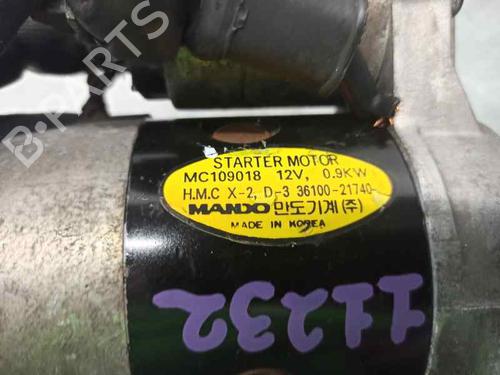 B-PARTS
STARTER MOTOR
MC109018 12V, 0.9KW
H.M.C X-2, D-3 36100-21740
MANDO 만도기계(주)
MADE IN KOREA
11232